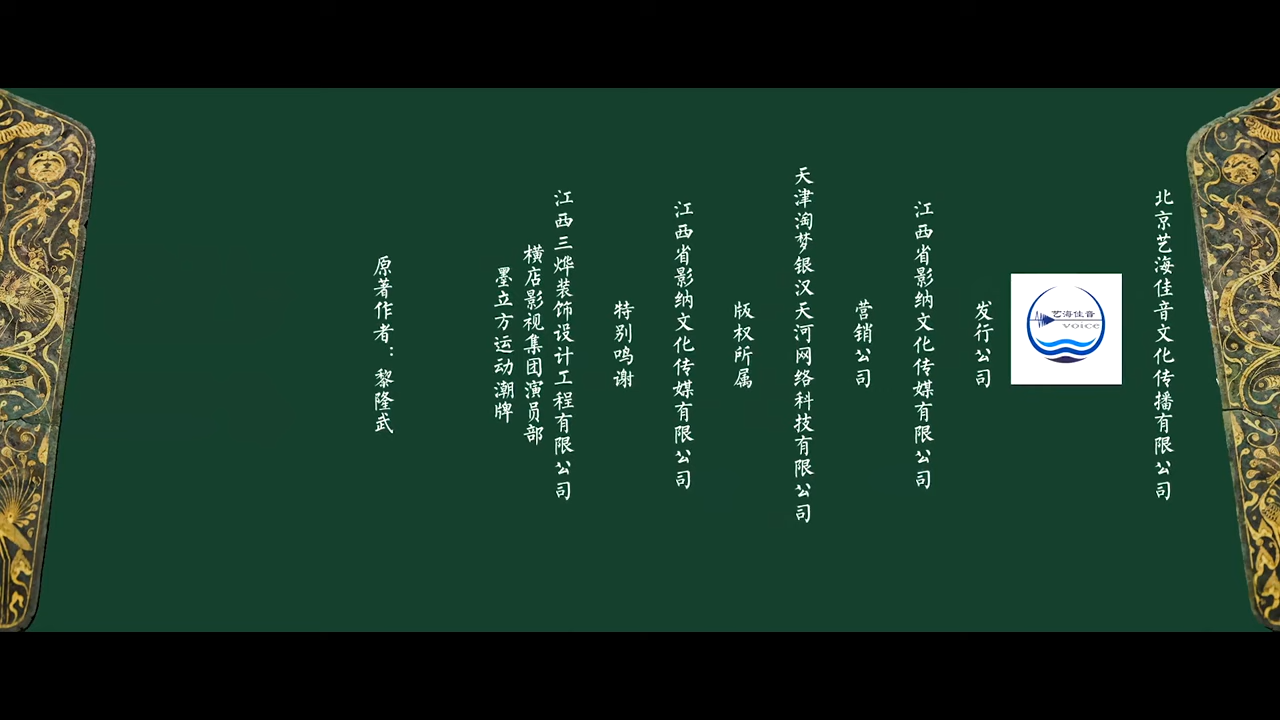 北京艺海佳音文化传播有限公司
艺海佳音
voice
发行公司
江西省影纳文化传媒有限公司
营销公司
天津淘梦银汉天河网络科技有限公司
版权所属
江西省影纳文化传媒有限公司
特别鸣谢
江西三烨装饰设计工程有限公司
横店影视集团演员部
墨立方运动潮牌
原著作者：黎隆武